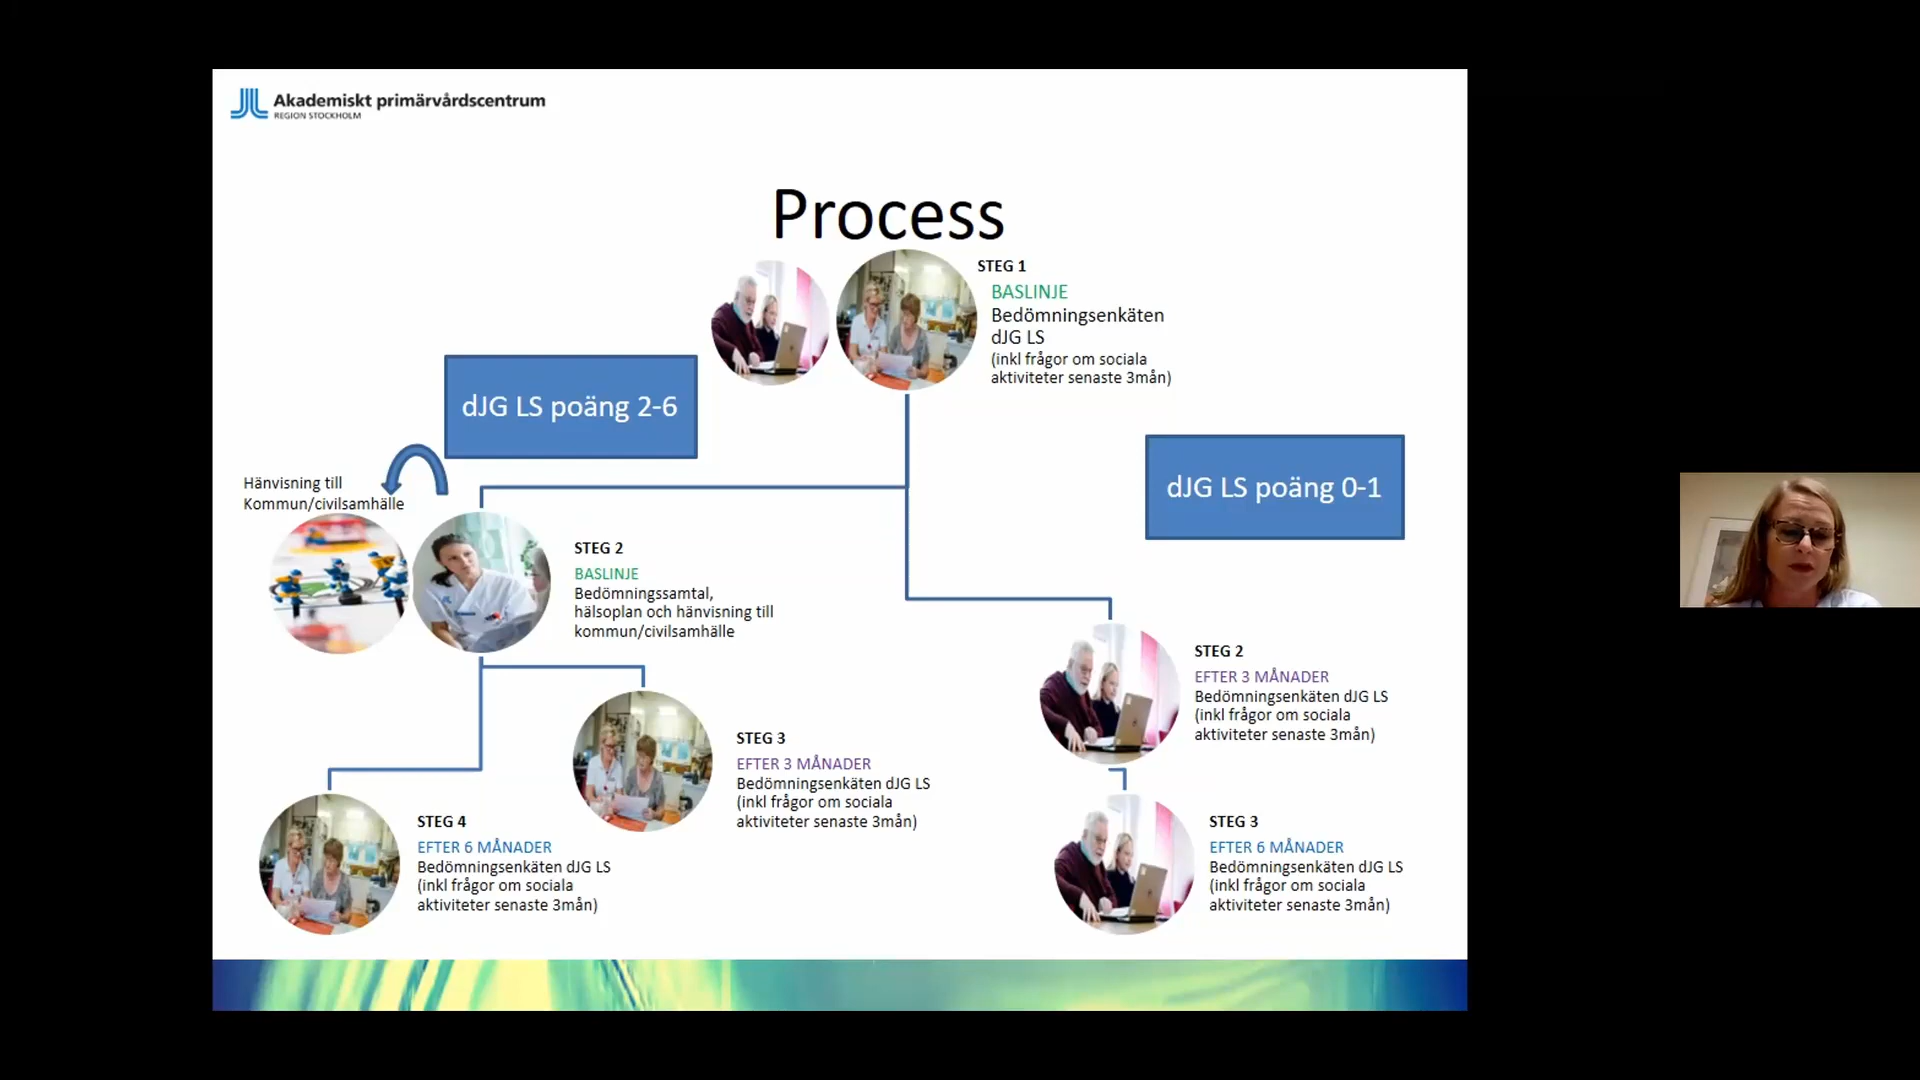 Akademiskt primärvårdscentrum
REGION STOCKHOLM
Process
STEG 1
BASLINJE
Bedömningsenkäten
dJG LS
(inkl frågor om sociala
aktiviteter senaste 3mån)
dJG LS poäng 2-6
dJG LS poäng 0-1
Hänvisning till
Kommun/civilsamhälle
STEG 2
BASLINJE
Bedömningssamtal,
hälsoplan och hänvisning till
kommun/civilsamhälle
STEG 2
EFTER 3 MÅNADER
Bedömningsenkäten dJG LS
(inkl frågor om sociala
aktiviteter senaste 3mån)
STEG 3
EFTER 3 MÅNADER
Bedömningsenkäten dJG LS
(inkl frågor om sociala
aktiviteter senaste 3mån)
STEG 4
EFTER 6 MÅNADER
Bedömningsenkäten dJG LS
(inkl frågor om sociala
aktiviteter senaste 3mån)
STEG 3
EFTER 6 MÅNADER
Bedömningsenkäten dJG LS
(inkl frågor om sociala
aktiviteter senaste 3mån)